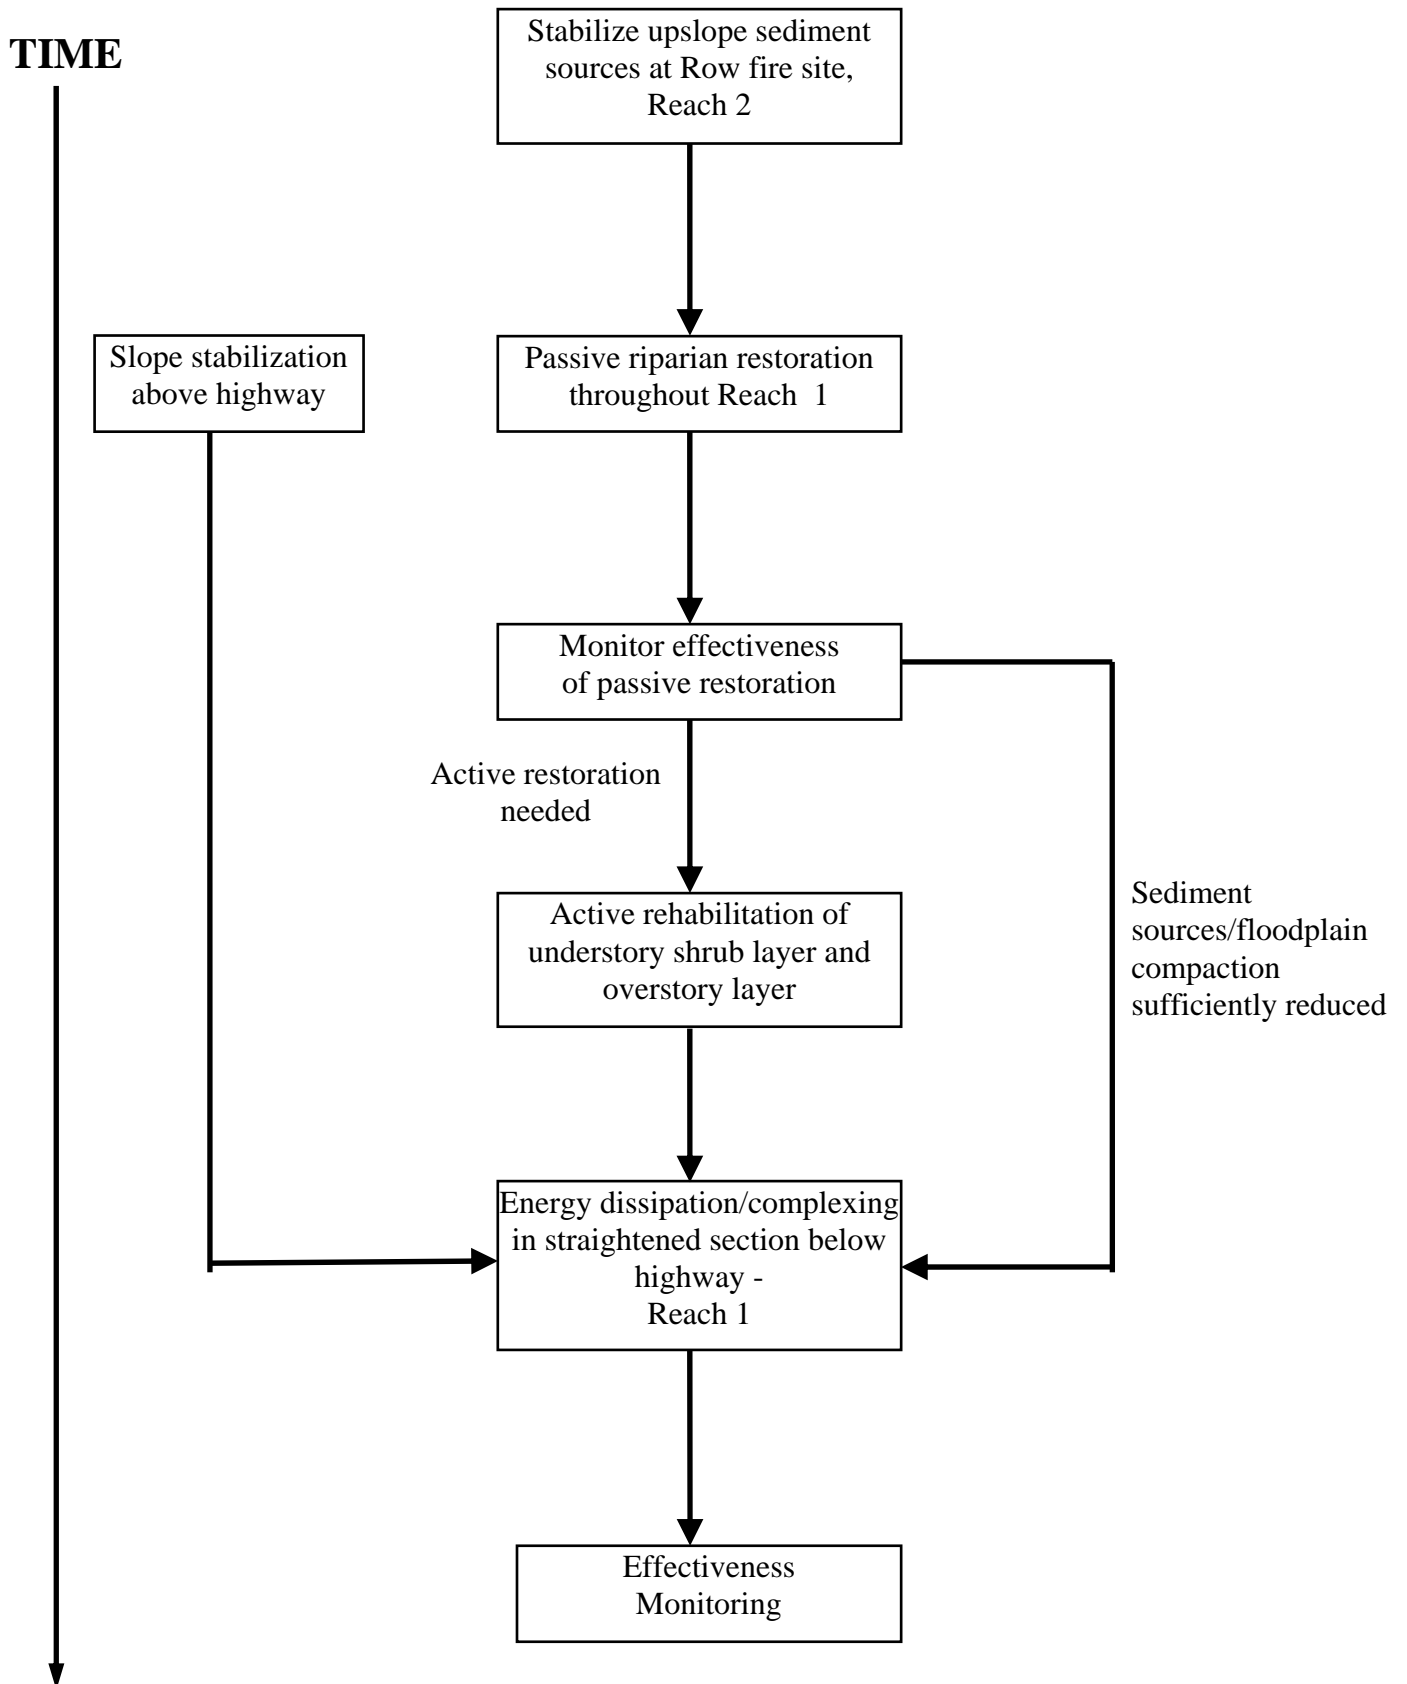 TIME
Stabilize upslope sediment
sources at Row fire site,
Reach 2
Slope stabilization
above highway
Passive riparian restoration
throughout Reach 1
Monitor effectiveness
of passive restoration
Active restoration
needed
Active rehabilitation of
understory shrub layer and
overstory layer
Sediment
sources/floodplain
compaction
sufficiently reduced
Energy dissipation/complexing
in straightened section below
highway -
Reach 1
Effectiveness
Monitoring